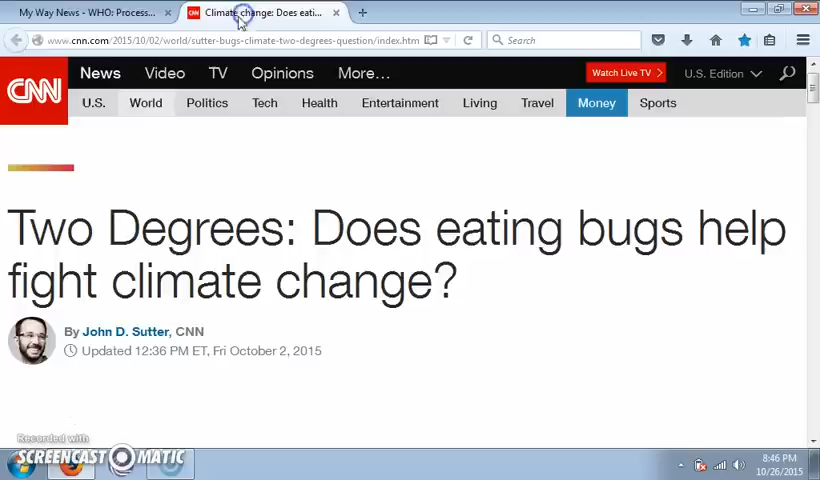 My Way News - WHO: Process...
Climate change: Does eati...
www.cnn.com/2015/10/02/world/sutter-bugs-climate-two-degrees-question/index.htm
Search
CNN
News Video TV Opinions More...
Watch Live TV
U.S. Edition
U.S. World Politics Tech Health Entertainment Living Travel Money Sports
Two Degrees: Does eating bugs help
fight climate change?
By John D. Sutter, CNN
Updated 12:36 PM ET, Fri October 2, 2015
Recorded with
SCREENCAST MATIC
8:46 PM
10/26/2015